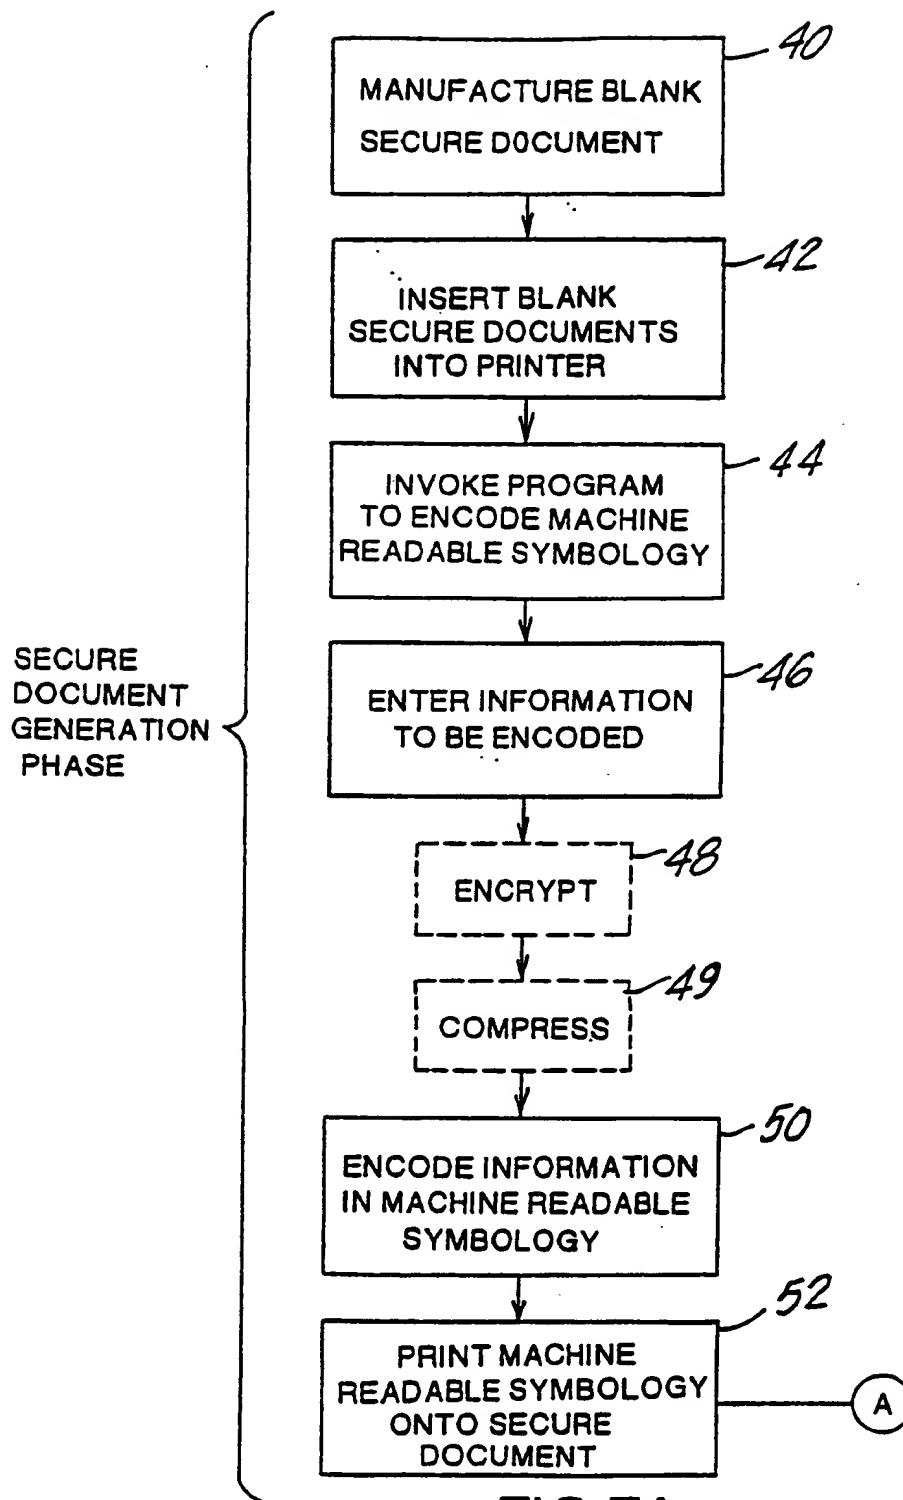 40
MANUFACTURE BLANK
SECURE DOCUMENT
42
INSERT BLANK
SECURE DOCUMENTS
INTO PRINTER
44
INVOKE PROGRAM
TO ENCODE MACHINE
READABLE SYMBOLOGY
SECURE
DOCUMENT
GENERATION
PHASE
46
ENTER INFORMATION
TO BE ENCODED
48
ENCRYPT
49
COMPRESS
50
ENCODE INFORMATION
IN MACHINE READABLE
SYMBOLOGY
52
PRINT MACHINE
READABLE SYMBOLOGY
ONTO SECURE
DOCUMENT
A